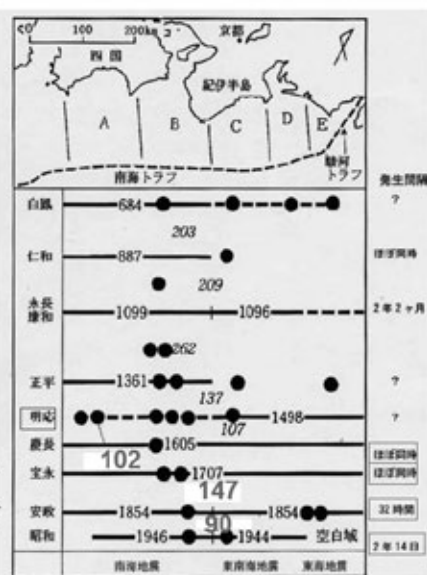 0 100 200km
京都
四国
紀伊半島
A B C D E
南海トラフ
駿河
トラフ
発生間隔
白鳳 684 ?
203
仁和 887 ほぼ同時
209
永長
康和 1099 1096 2年2ヶ月
262
正平 1361 ?
137
明応 1498 ?
107
102
慶長 1605 ほぼ同時
宝永 1707 ほぼ同時
147
安政 1854 1854 32時間
90
昭和 1946 1944 空白域 2年14日
南海地震 東南海地震 東海地震